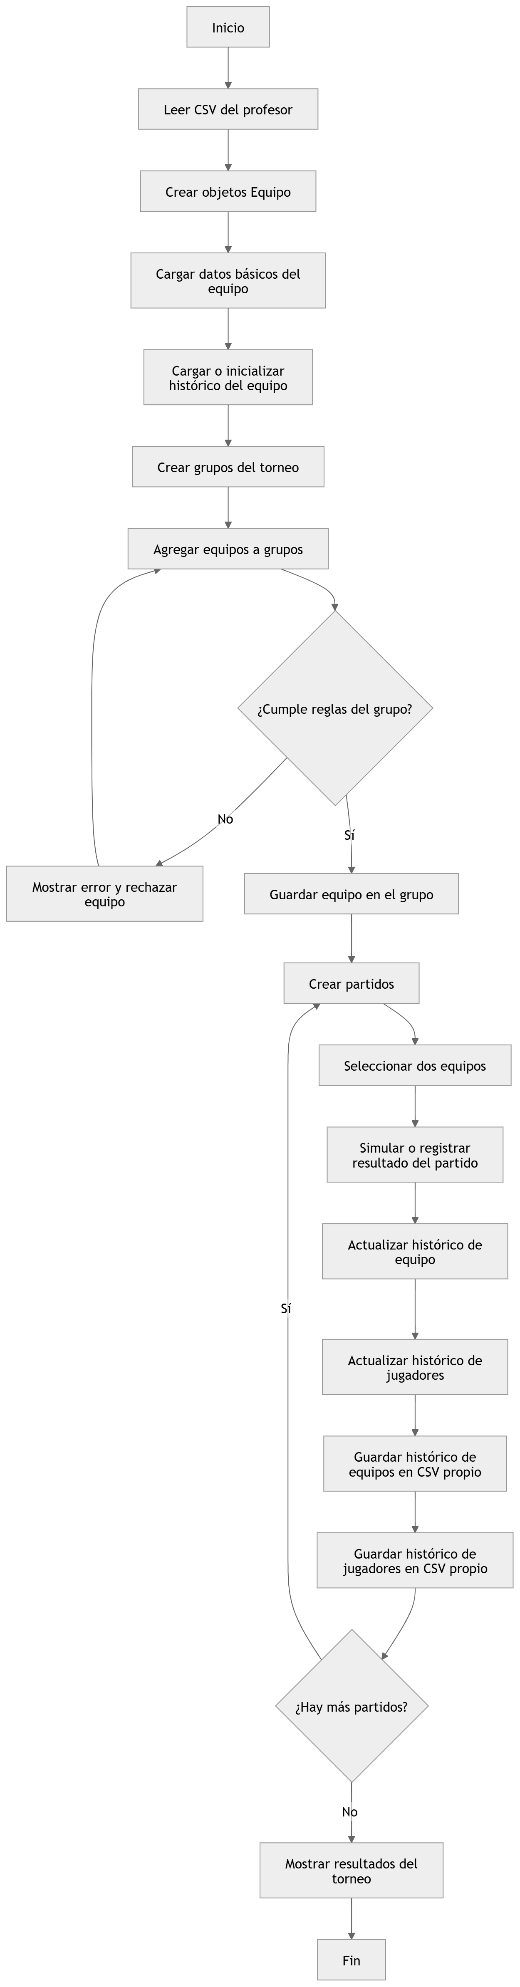 Inicio
Leer CSV del profesor
Crear objetos Equipo
Cargar datos básicos del
equipo
Cargar o inicializar
histórico del equipo
Crear grupos del torneo
Agregar equipos a grupos
¿Cumple reglas del grupo?
No
Sí
Mostrar error y rechazar
equipo
Guardar equipo en el grupo
Crear partidos
Seleccionar dos equipos
Simular o registrar
resultado del partido
Actualizar histórico de
equipo
Sí
Actualizar histórico de
jugadores
Guardar histórico de
equipos en CSV propio
Guardar histórico de
jugadores en CSV propio
¿Hay más partidos?
No
Mostrar resultados del
torneo
Fin